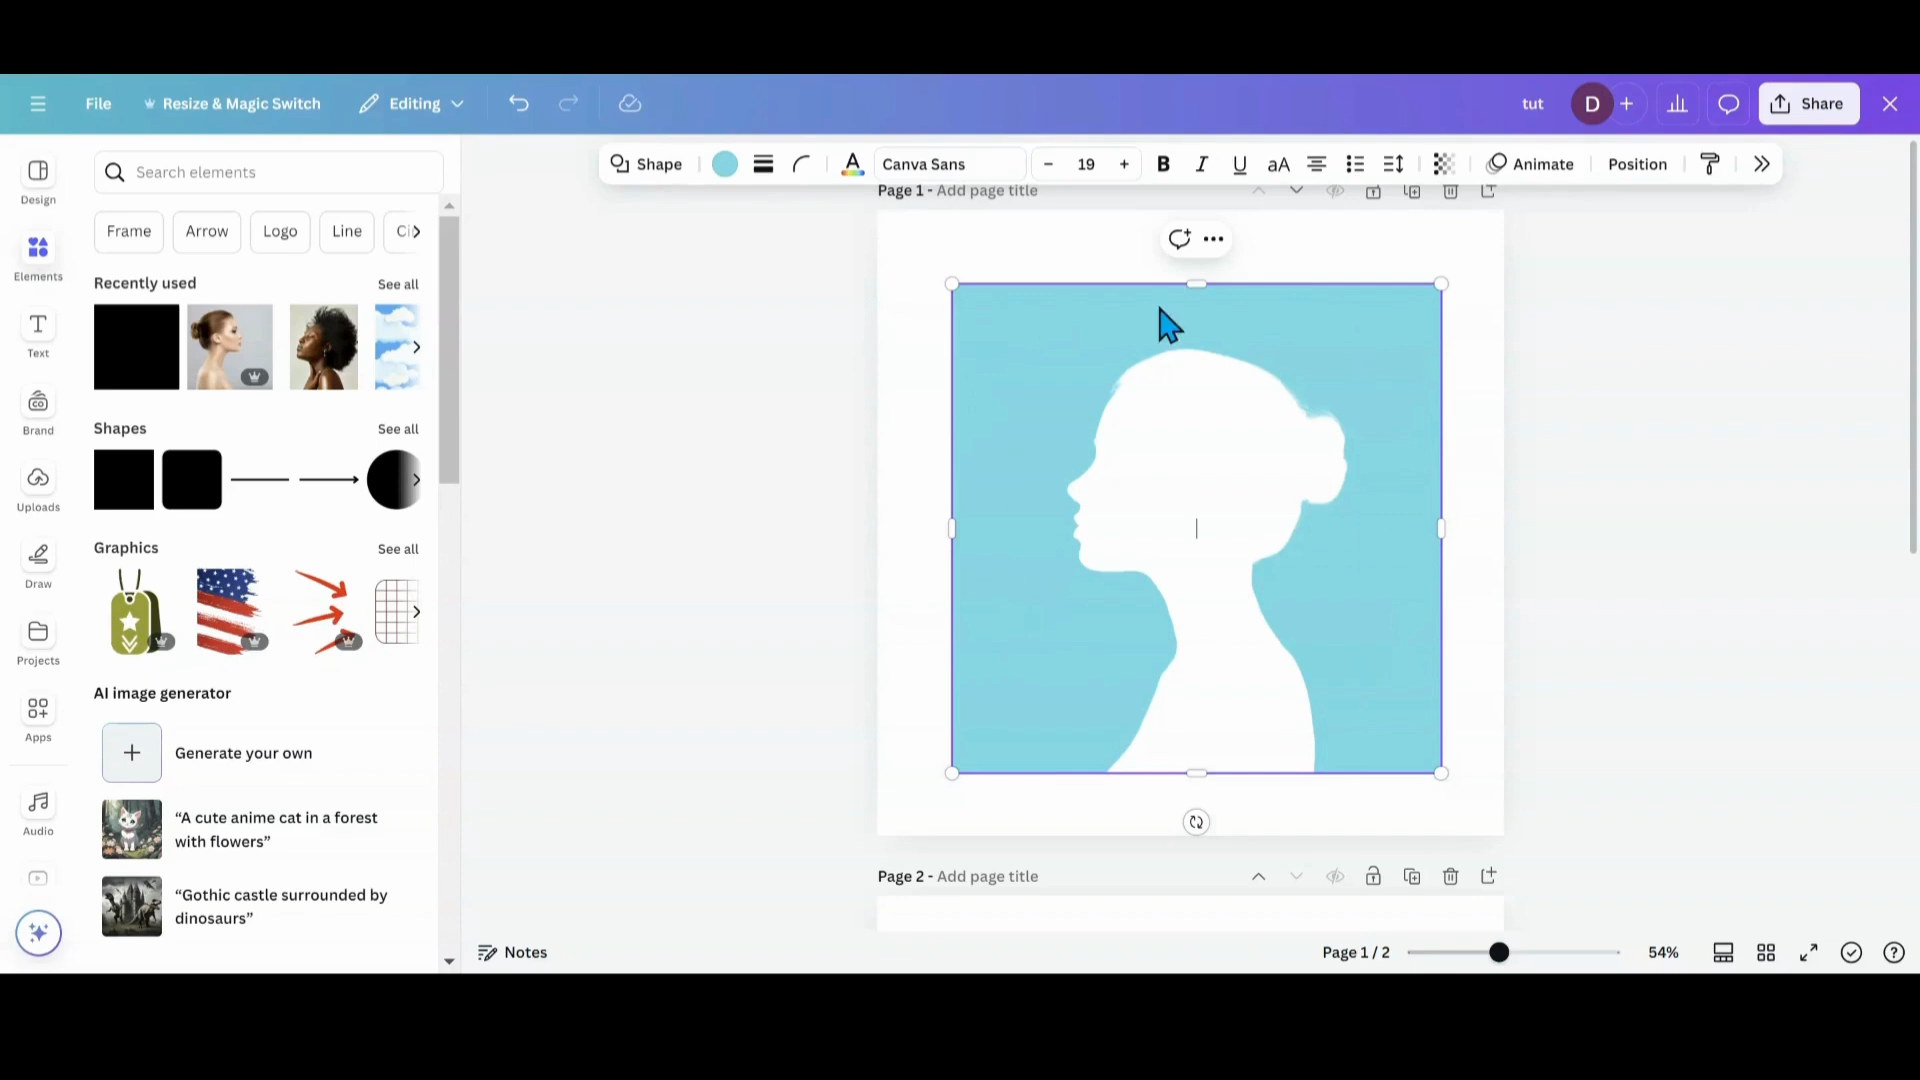 File
Resize & Magic Switch
Editing
tut
D
Share
Design
Elements
Text
Brand
Uploads
Draw
Projects
Apps
Audio
Search elements
Frame
Arrow
Logo
Line
Recently used
See all
Shapes
See all
Graphics
See all
AI image generator
Generate your own
“A cute anime cat in a forest
with flowers”
“Gothic castle surrounded by
dinosaurs”
Shape
A
Canva Sans
19
B
I
U
aA
Animate
Position
Page 1 - Add page title
Page 2 - Add page title
Notes
Page 1 / 2
54%